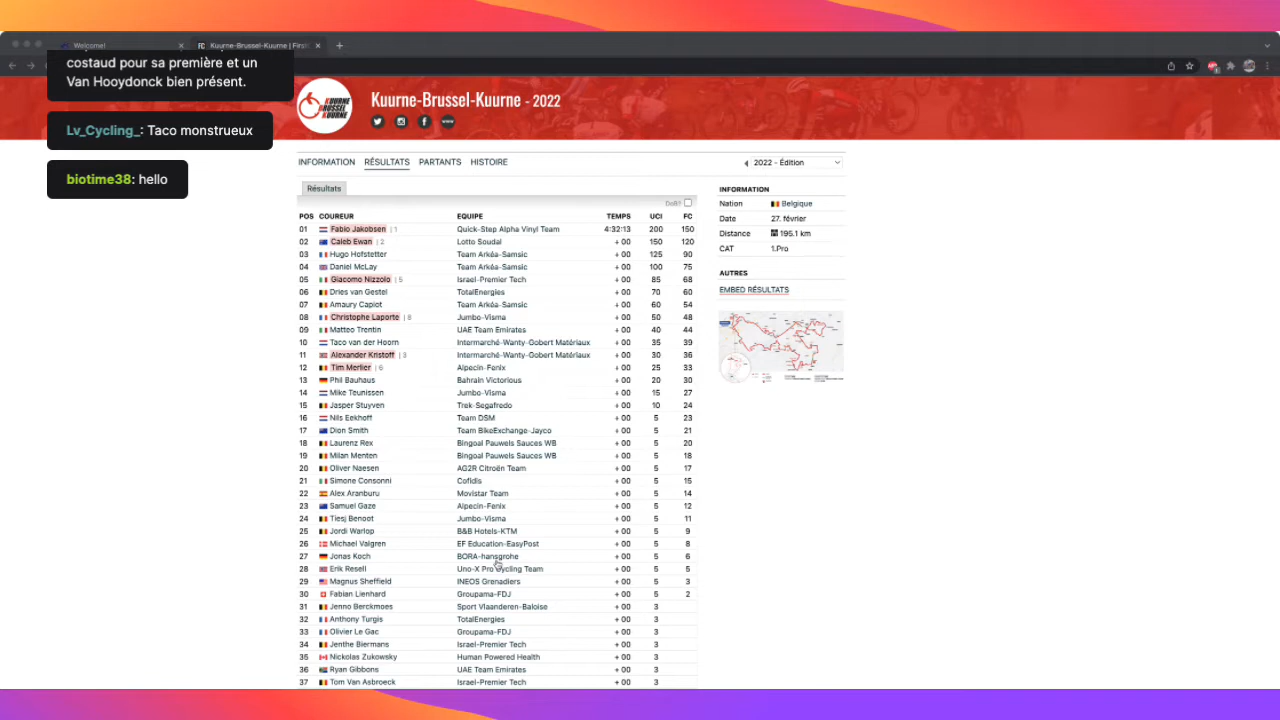 Welcome!
Kuurne-Brussel-Kuurne | Firs
costaud pour sa première et un
Van Hooydonck bien présent.
Lv_Cycling_: Taco monstrueux
biotime38: hello
KUURNE
BRUSSEL
KUURNE
Kuurne-Brussel-Kuurne - 2022
INFORMATION RÉSULTATS PARTANTS HISTOIRE
2022 - Édition
Résultats
DoB?
POS COUREUR EQUIPE TEMPS UCI FC
01 Fabio Jakobsen | 1 Quick-Step Alpha Vinyl Team 4:32:13 200 150
02 Caleb Ewan | 2 Lotto Soudal + 00 150 120
03 Hugo Hofstetter Team Arkéa-Samsic + 00 125 90
04 Daniel McLay Team Arkéa-Samsic + 00 100 75
05 Giacomo Nizzolo | 5 Israel-Premier Tech + 00 85 68
06 Dries van Gestel TotalEnergies + 00 70 60
07 Amaury Capiot Team Arkéa-Samsic + 00 60 54
08 Christophe Laporte | 8 Jumbo-Visma + 00 50 48
09 Matteo Trentin UAE Team Emirates + 00 40 44
10 Taco van der Hoorn Intermarché-Wanty-Gobert Matériaux + 00 35 39
11 Alexander Kristoff | 3 Intermarché-Wanty-Gobert Matériaux + 00 30 36
12 Tim Merlier | 6 Alpecin-Fenix + 00 25 33
13 Phil Bauhaus Bahrain Victorious + 00 20 30
14 Mike Teunissen Jumbo-Visma + 00 15 27
15 Jasper Stuyven Trek-Segafredo + 00 10 24
16 Nils Eekhoff Team DSM + 00 5 23
17 Dion Smith Team BikeExchange-Jayco + 00 5 21
18 Laurenz Rex Bingoal Pauwels Sauces WB + 00 5 20
19 Milan Menten Bingoal Pauwels Sauces WB + 00 5 18
20 Oliver Naesen AG2R Citroën Team + 00 5 17
21 Simone Consonni Cofidis + 00 5 15
22 Alex Aranburu Movistar Team + 00 5 14
23 Samuel Gaze Alpecin-Fenix + 00 5 12
24 Tiesj Benoot Jumbo-Visma + 00 5 11
25 Jordi Warlop B&B Hotels-KTM + 00 5 9
26 Michael Valgren EF Education-EasyPost + 00 5 8
27 Jonas Koch BORA-hansgrohe + 00 5 6
28 Erik Resell Uno-X Pro Cycling Team + 00 5 5
29 Magnus Sheffield INEOS Grenadiers + 00 5 3
30 Fabian Lienhard Groupama-FDJ + 00 5 2
31 Jenno Berckmoes Sport Vlaanderen-Baloise + 00 3
32 Anthony Turgis TotalEnergies + 00 3
33 Olivier Le Gac Groupama-FDJ + 00 3
34 Jenthe Biermans Israel-Premier Tech + 00 3
35 Nickolas Zukowsky Human Powered Health + 00 3
36 Ryan Gibbons UAE Team Emirates + 00 3
37 Tom Van Asbroeck Israel-Premier Tech + 00 3
INFORMATION
Nation Belgique
Date 27. février
Distance 195.1 km
CAT 1.Pro
AUTRES
EMBED RÉSULTATS